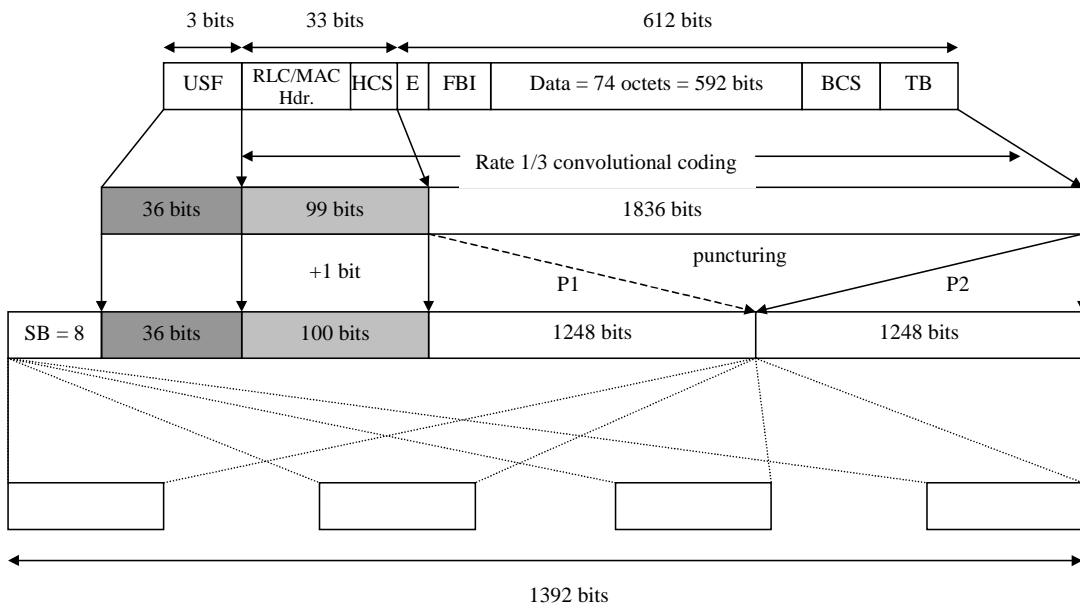 3 bits 33 bits 612 bits
USF RLC/MAC Hdr. HCS E FBI Data = 74 octets = 592 bits BCS TB
Rate 1/3 convolutional coding
36 bits 99 bits 1836 bits
+1 bit puncturing
P1 P2
SB = 8 36 bits 100 bits 1248 bits 1248 bits
1392 bits